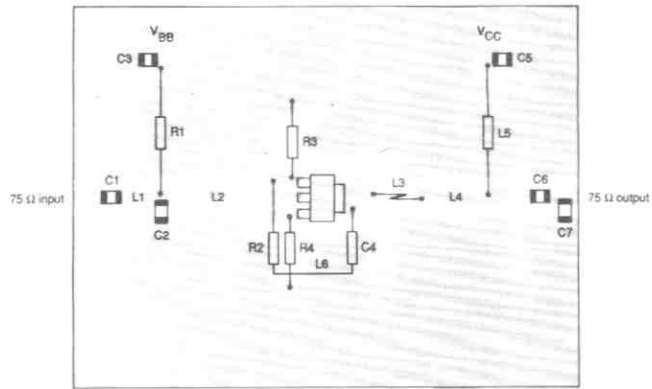 V_BB
V_CC
C3
C5
R1
R3
L5
C1
L1
L2
L3
L4
C6
75 Ω input
75 Ω output
C2
C7
R2
R4
C4
L6